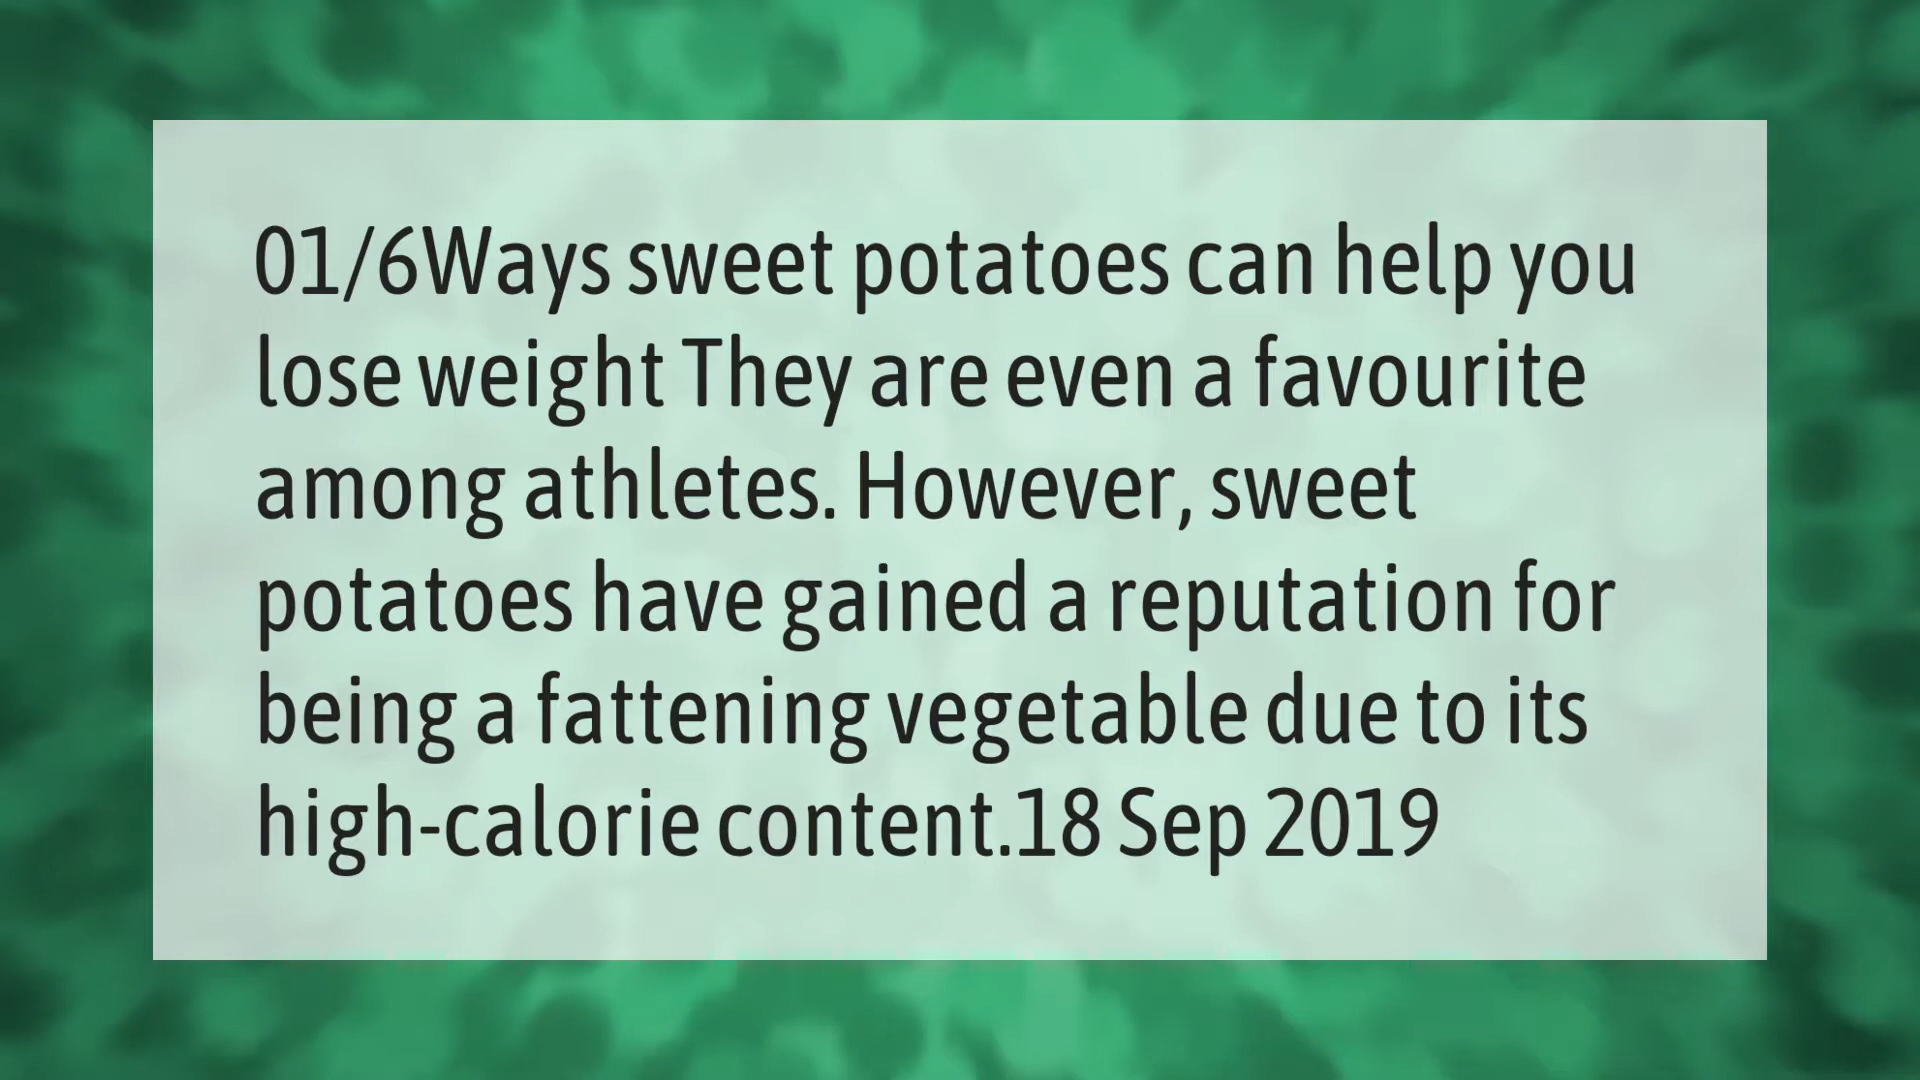 01/6Ways sweet potatoes can help you
lose weight They are even a favourite
among athletes. However, sweet
potatoes have gained a reputation for
being a fattening vegetable due to its
high-calorie content.18 Sep 2019